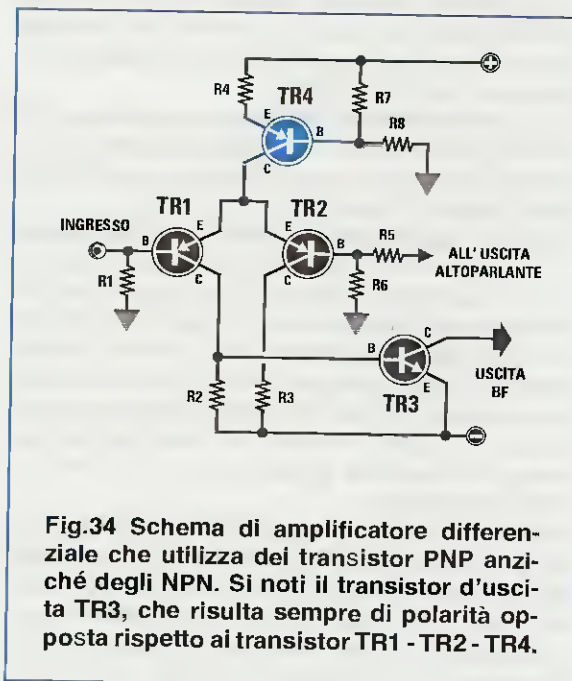 R4
TR4
E
B
C
R7
R8
+
INGRESSO
TR1
TR2
B
E
C
R1
E
B
C
R5
ALL'USCITA
ALTOPARLANTE
R6
B
C
E
USCITA
BF
TR3
R2
R3
−
Fig.34 Schema di amplificatore differen-
ziale che utilizza dei transistor PNP anzi-
ché degli NPN. Si noti il transistor d'usci-
ta TR3, che risulta sempre di polarità op-
posta rispetto ai transistor TR1 - TR2 - TR4.